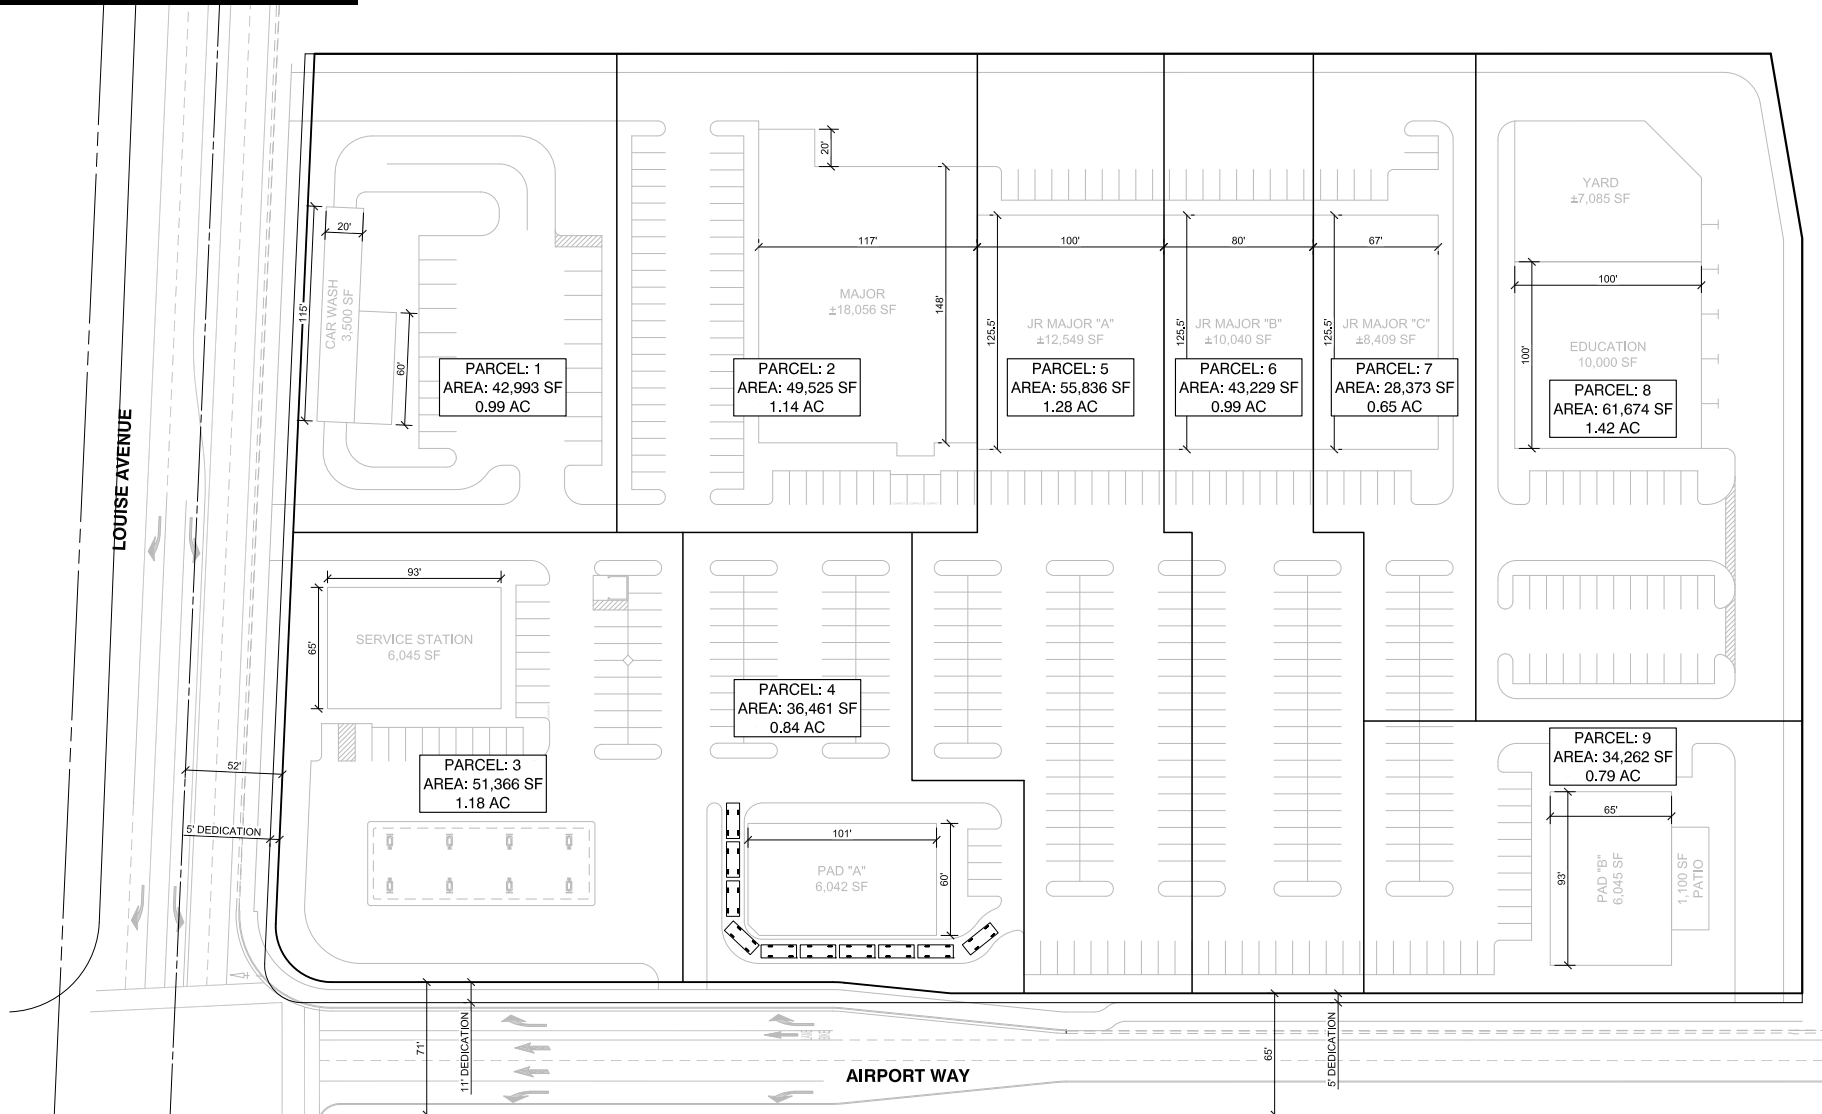 20'
YARD
±7,085 SF
20'
117'
100'
80'
67'
100'
115'
CAR WASH
3,500 SF
60'
MAJOR
±18,056 SF
148'
125.5'
JR MAJOR "A"
±12,549 SF
125.5'
JR MAJOR "B"
±10,040 SF
125.5'
JR MAJOR "C"
±8,409 SF
100'
EDUCATION
10,000 SF
PARCEL: 1
AREA: 42,993 SF
0.99 AC
PARCEL: 2
AREA: 49,525 SF
1.14 AC
PARCEL: 5
AREA: 55,836 SF
1.28 AC
PARCEL: 6
AREA: 43,229 SF
0.99 AC
PARCEL: 7
AREA: 28,373 SF
0.65 AC
PARCEL: 8
AREA: 61,674 SF
1.42 AC
LOUISE AVENUE
93'
65'
SERVICE STATION
6,045 SF
PARCEL: 4
AREA: 36,461 SF
0.84 AC
52'
PARCEL: 3
AREA: 51,366 SF
1.18 AC
PARCEL: 9
AREA: 34,262 SF
0.79 AC
5' DEDICATION
101'
PAD "A"
6,042 SF
60'
65'
93'
PAD "B"
6,045 SF
1,100 SF
PATIO
71'
11' DEDICATION
65'
5' DEDICATION
AIRPORT WAY